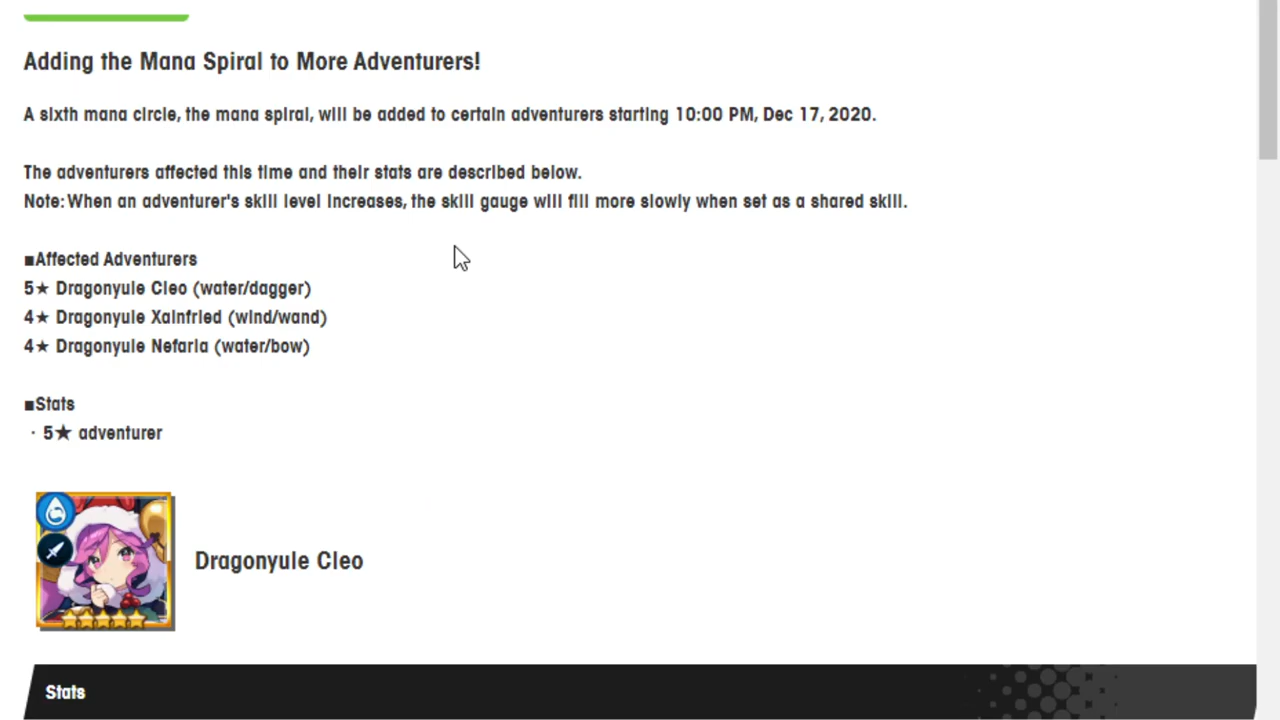 Adding the Mana Spiral to More Adventurers!
A sixth mana circle, the mana spiral, will be added to certain adventurers starting 10:00 PM, Dec 17, 2020.
The adventurers affected this time and their stats are described below.
Note: When an adventurer's skill level increases, the skill gauge will fill more slowly when set as a shared skill.
■Affected Adventurers
5★ Dragonyule Cleo (water/dagger)
4★ Dragonyule Xainfried (wind/wand)
4★ Dragonyule Nefaria (water/bow)
■Stats
・5★ adventurer
Dragonyule Cleo
Stats